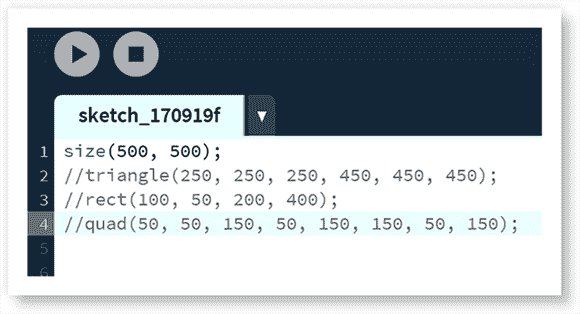 sketch_170919f
1 size(500, 500);
2 //triangle(250, 250, 250, 450, 450, 450);
3 //rect(100, 50, 200, 400);
4 //quad(50, 50, 150, 50, 150, 150, 50, 150);
5
6